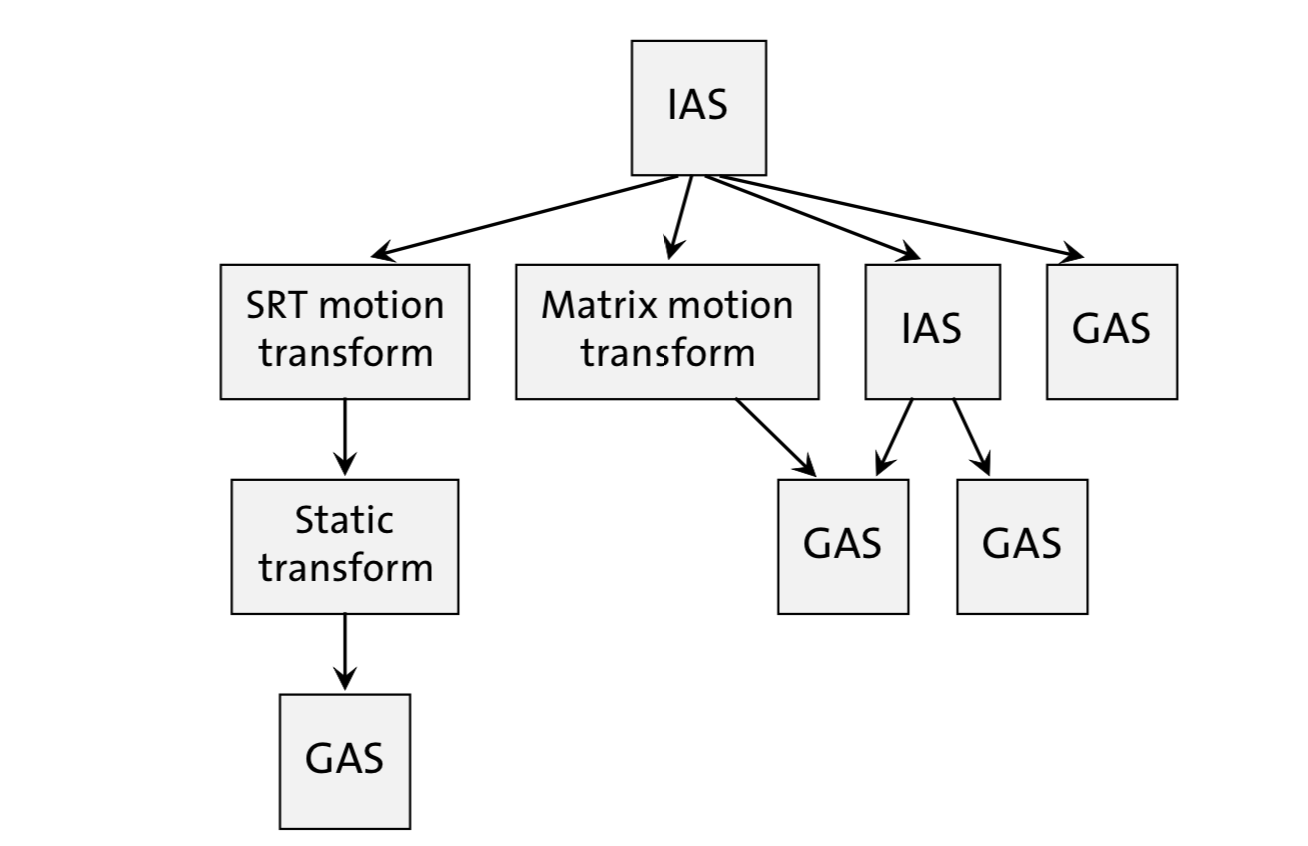 IAS
SRT motion
transform
Matrix motion
transform
IAS
GAS
Static
transform
GAS
GAS
GAS